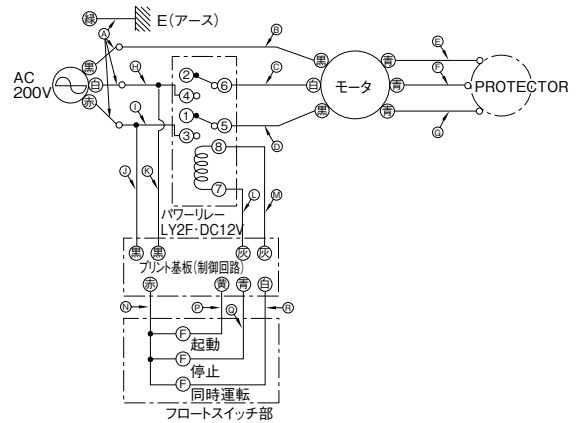 緑 E(アース)
A B E
黒 黒 青
AC 200V
H 2 C F
白 6 白 モータ 青 PROTECTOR
赤 4
I 1 5 黒 青
3 D G
8
J K 7 L M
パワーリレー
LY2F・DC12V
黒 黒 灰 灰
プリント基板(制御回路)
赤 黄 青 白
N P Q R
F
起動
F
停止
F
同時運転
フロートスイッチ部